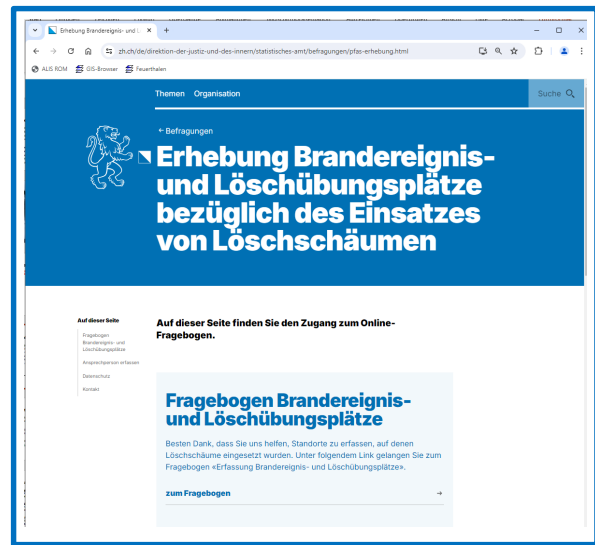 Erhebung Brandereignis- und L
zh.ch/de/direktion-der-justiz-und-des-innern/statistisches-amt/befragungen/pfas-erhebung.html
ALIS ROM GIS-Browser Feuerthalen
Themen Organisation Suche
← Befragungen
Erhebung Brandereignis-
und Löschübungsplätze
bezüglich des Einsatzes
von Löschschäumen
Auf dieser Seite
Fragebogen
Brandereignis- und
Löschübungsplätze
Ansprechperson erfassen
Datenschutz
Kontakt
Auf dieser Seite finden Sie den Zugang zum Online-
Fragebogen.
Fragebogen Brandereignis-
und Löschübungsplätze
Besten Dank, dass Sie uns helfen, Standorte zu erfassen, auf denen
Löschschäume eingesetzt wurden. Unter folgendem Link gelangen Sie zum
Fragebogen «Erfassung Brandereignis- und Löschübungsplätze».
zum Fragebogen →